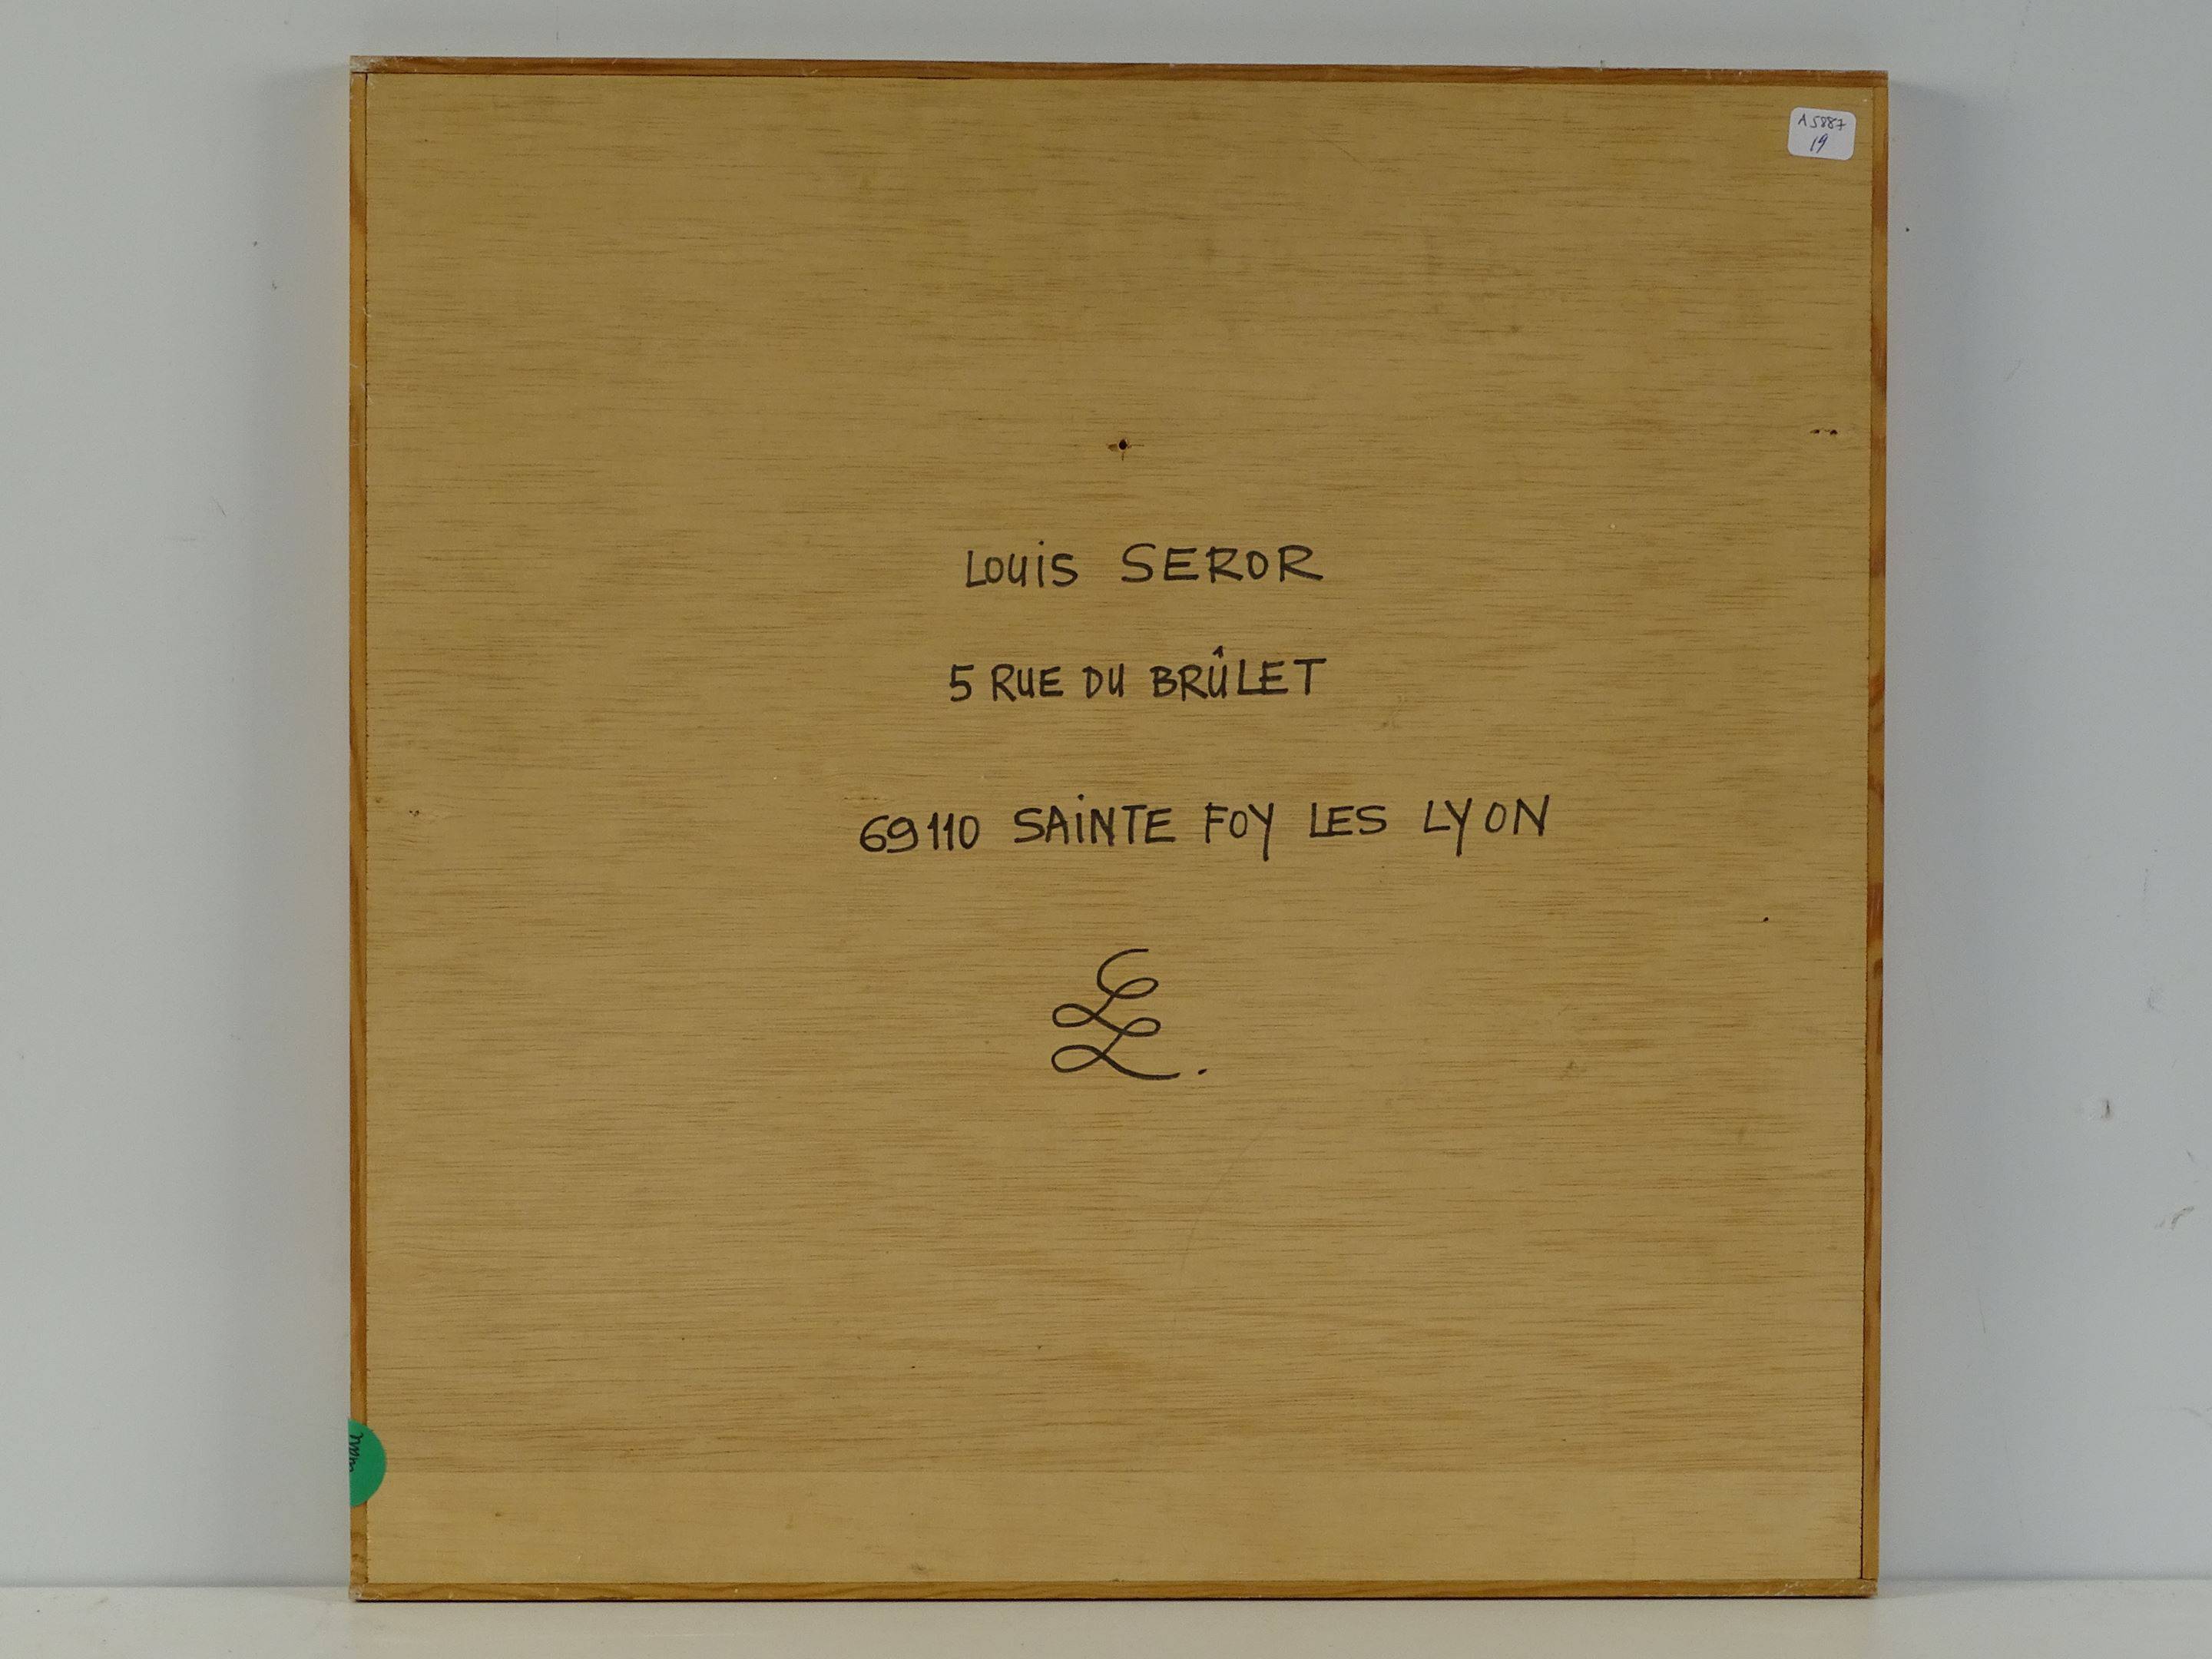 A5887
19
Louis SEROR
5 RUE DU BRÛLET
69110 SAiNTE FOY LES LYON